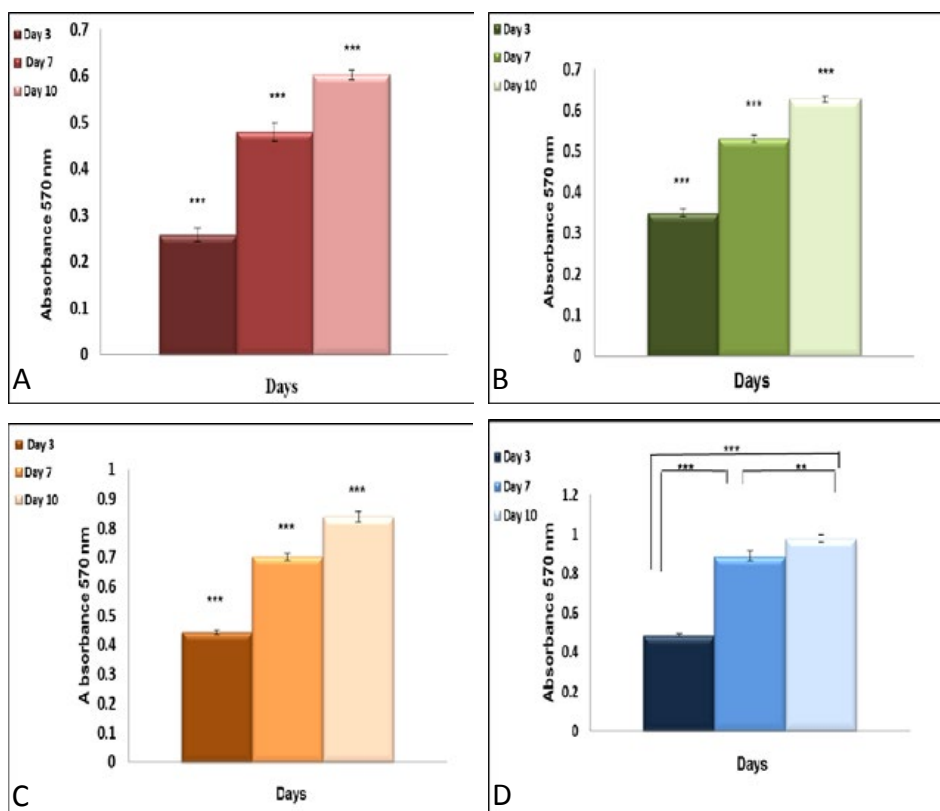 Day 3
Day 7
Day 10
0.7
0.6
0.5
0.4
0.3
0.2
0.1
0
Absorbance 570 nm
***
***
***
Days
A
Day 3
Day 7
Day 10
0.7
0.6
0.5
0.4
0.3
0.2
0.1
0
Absorbance 570 nm
***
***
***
Days
B
Day 3
Day 7
Day 10
1
0.9
0.8
0.7
0.6
0.5
0.4
0.3
0.2
0.1
0
A bsorbance 570 nm
***
***
***
Days
C
Day 3
Day 7
Day 10
1.2
1
0.8
0.6
0.4
0.2
0
Absorbance 570 nm
***
***
**
Days
D